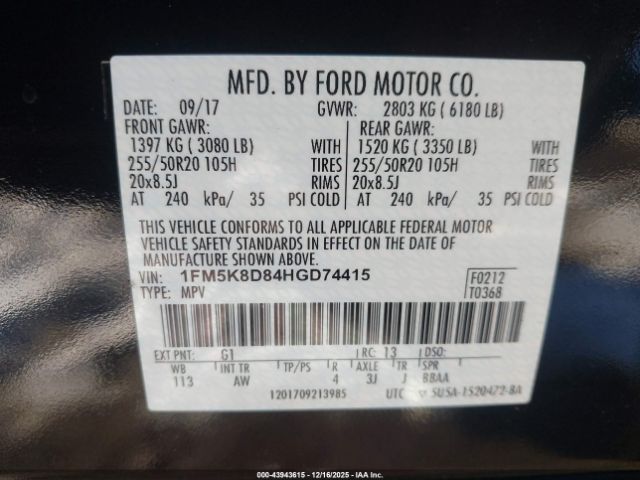 MFD. BY FORD MOTOR CO.
DATE: 09/17 GVWR: 2803 KG ( 6180 LB)
FRONT GAWR: REAR GAWR:
1397 KG ( 3080 LB) WITH 1520 KG ( 3350 LB) WITH
255/50R20 105H TIRES 255/50R20 105H TIRES
20x8.5J RIMS 20x8.5J RIMS
AT 240 kPa/ 35 PSI COLD AT 240 kPa/ 35 PSI COLD
THIS VEHICLE CONFORMS TO ALL APPLICABLE FEDERAL MOTOR
VEHICLE SAFETY STANDARDS IN EFFECT ON THE DATE OF
MANUFACTURE SHOWN ABOVE.
VIN: 1FM5K8D84HGD74415 F0212
TYPE: MPV T0368
EXT PNT: G1 RC: 13 DSO:
WB INT TR TP/PS R AXLE TR SPR
113 AW 4 3J J BBAA
1201709213985 UTC 5USA-1520472-BA
000-43943615 - 12/16/2025 - IAAI.COM